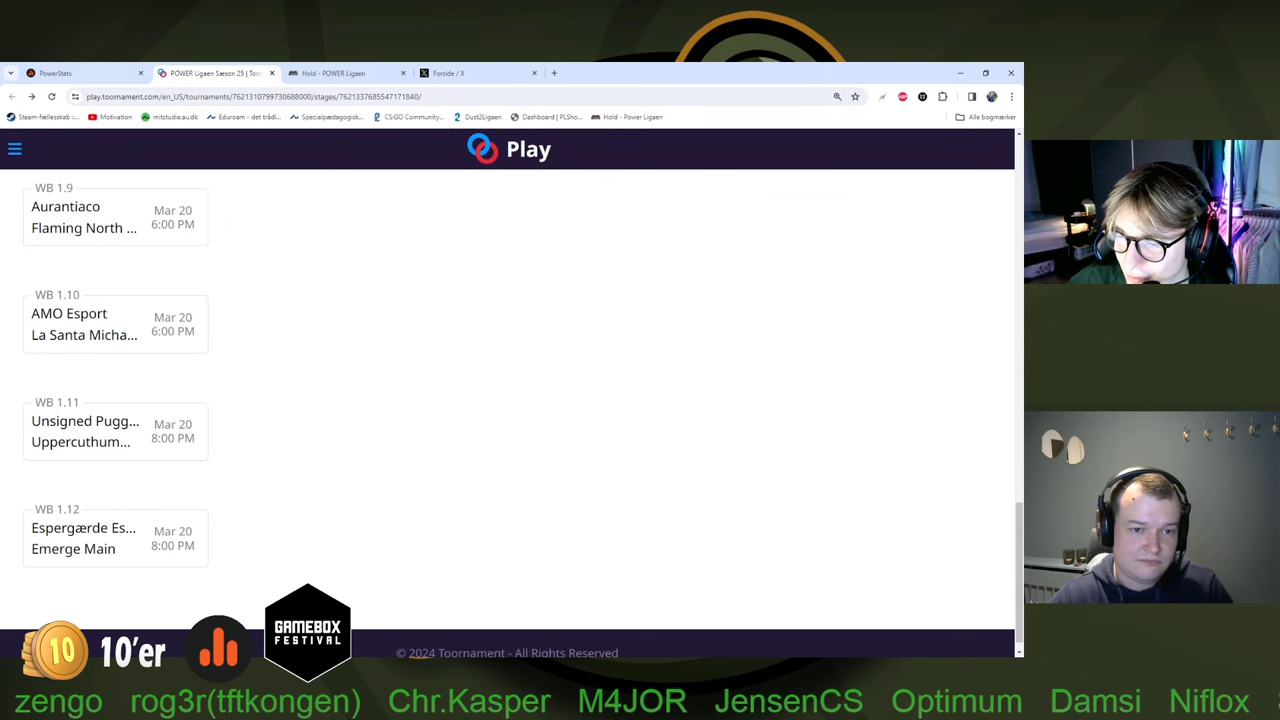 PowerStats
POWER Ligaen Sæson 25 | Toor
Hold - POWER Ligaen
Forside / X
play.toornament.com/en_US/tournaments/7621310799730688000/stages/7621337685547171840/
Steam-fællesskab ::
Motivation
mitstudie.au.dk
Eduroam - det trådl...
Specialpædagogisk...
CS:GO Community...
Dust2Ligaen
Dashboard | PLSho...
Hold - Power Ligaen
Alle bogmærker
Play
WB 1.9
Aurantiaco
Flaming North ...
Mar 20
6:00 PM
WB 1.10
AMO Esport
La Santa Micha...
Mar 20
6:00 PM
WB 1.11
Unsigned Pugg...
Uppercuthum...
Mar 20
8:00 PM
WB 1.12
Espergærde Es...
Emerge Main
Mar 20
8:00 PM
© 2024 Toornament - All Rights Reserved
10 10'er
GAMEBOX
FESTIVAL
zengo rog3r(tftkongen) Chr.Kasper M4JOR JensenCS Optimum Damsi Niflox